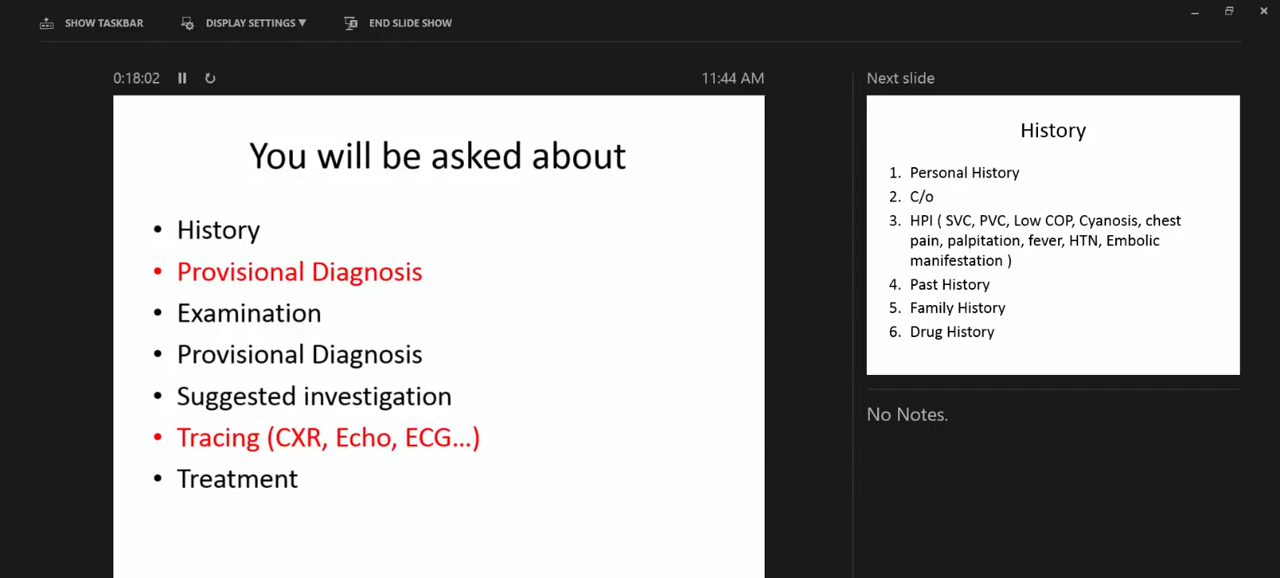 SHOW TASKBAR
DISPLAY SETTINGS ▼
END SLIDE SHOW
0:18:02
11:44 AM
You will be asked about
• History
• Provisional Diagnosis
• Examination
• Provisional Diagnosis
• Suggested investigation
• Tracing (CXR, Echo, ECG...)
• Treatment
Next slide
History
1. Personal History
2. C/o
3. HPI ( SVC, PVC, Low COP, Cyanosis, chest
pain, palpitation, fever, HTN, Embolic
manifestation )
4. Past History
5. Family History
6. Drug History
No Notes.